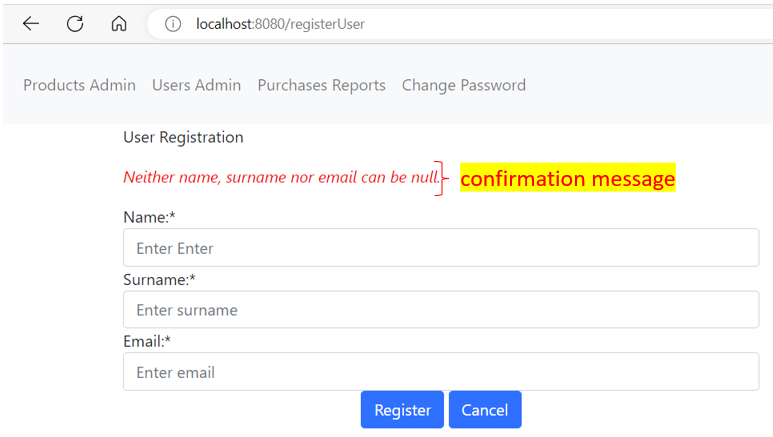 localhost:8080/registerUser
Products Admin Users Admin Purchases Reports Change Password
User Registration
Neither name, surname nor email can be null. confirmation message
Name:*
Enter Enter
Surname:*
Enter surname
Email:*
Enter email
Register Cancel